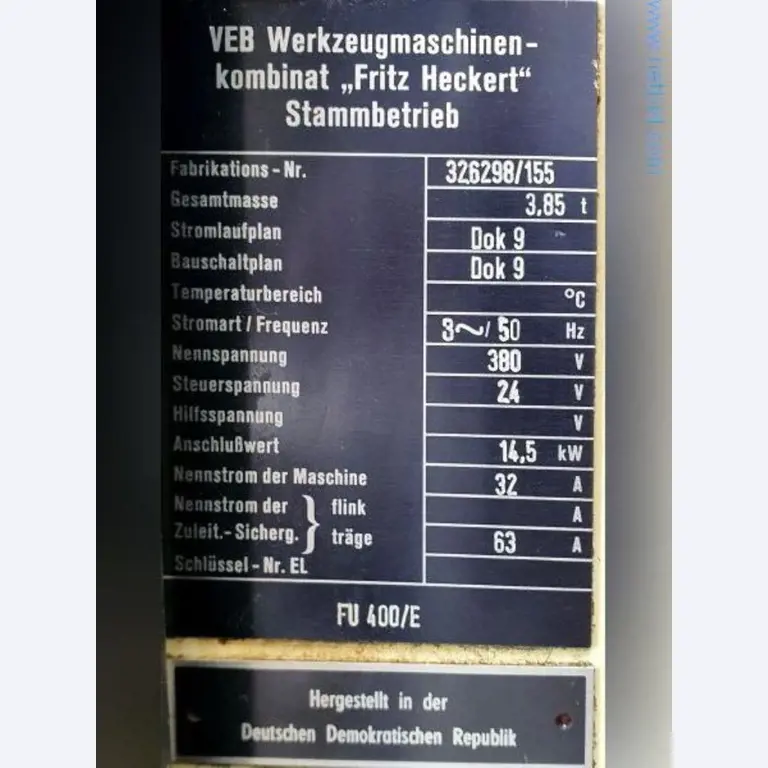 VEB Werkzeugmaschinen-
kombinat „Fritz Heckert“
Stammbetrieb
Fabrikations-Nr. 326298/155
Gesamtmasse 3,85 t
Stromlaufplan Dok 9
Bauschaltplan Dok 9
Temperaturbereich °C
Stromart/Frequenz 3~/50 Hz
Nennspannung 380 V
Steuerspannung 24 V
Hilfsspannung V
Anschlußwert 14,5 kW
Nennstrom der Maschine 32 A
Nennstrom der } flink A
Zuleit.-Sicherg. } träge 63 A
Schlüssel-Nr. EL
FU 400/E
Hergestellt in der
Deutschen Demokratischen Republik